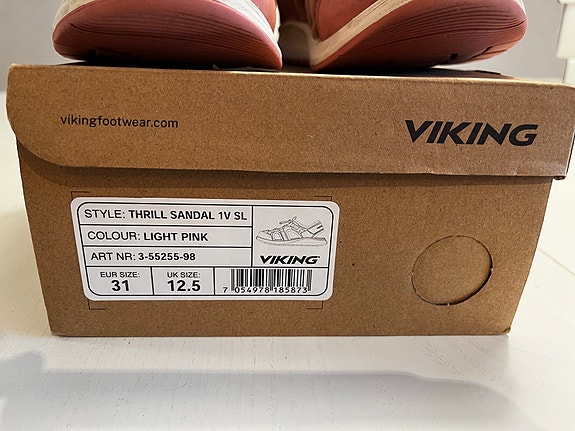 vikingfootwear.com
VIKING
STYLE: THRILL SANDAL 1V SL
COLOUR: LIGHT PINK
ART NR: 3-55255-98
VIKING
EUR SIZE:
31
UK SIZE:
12.5
7 054978 185873